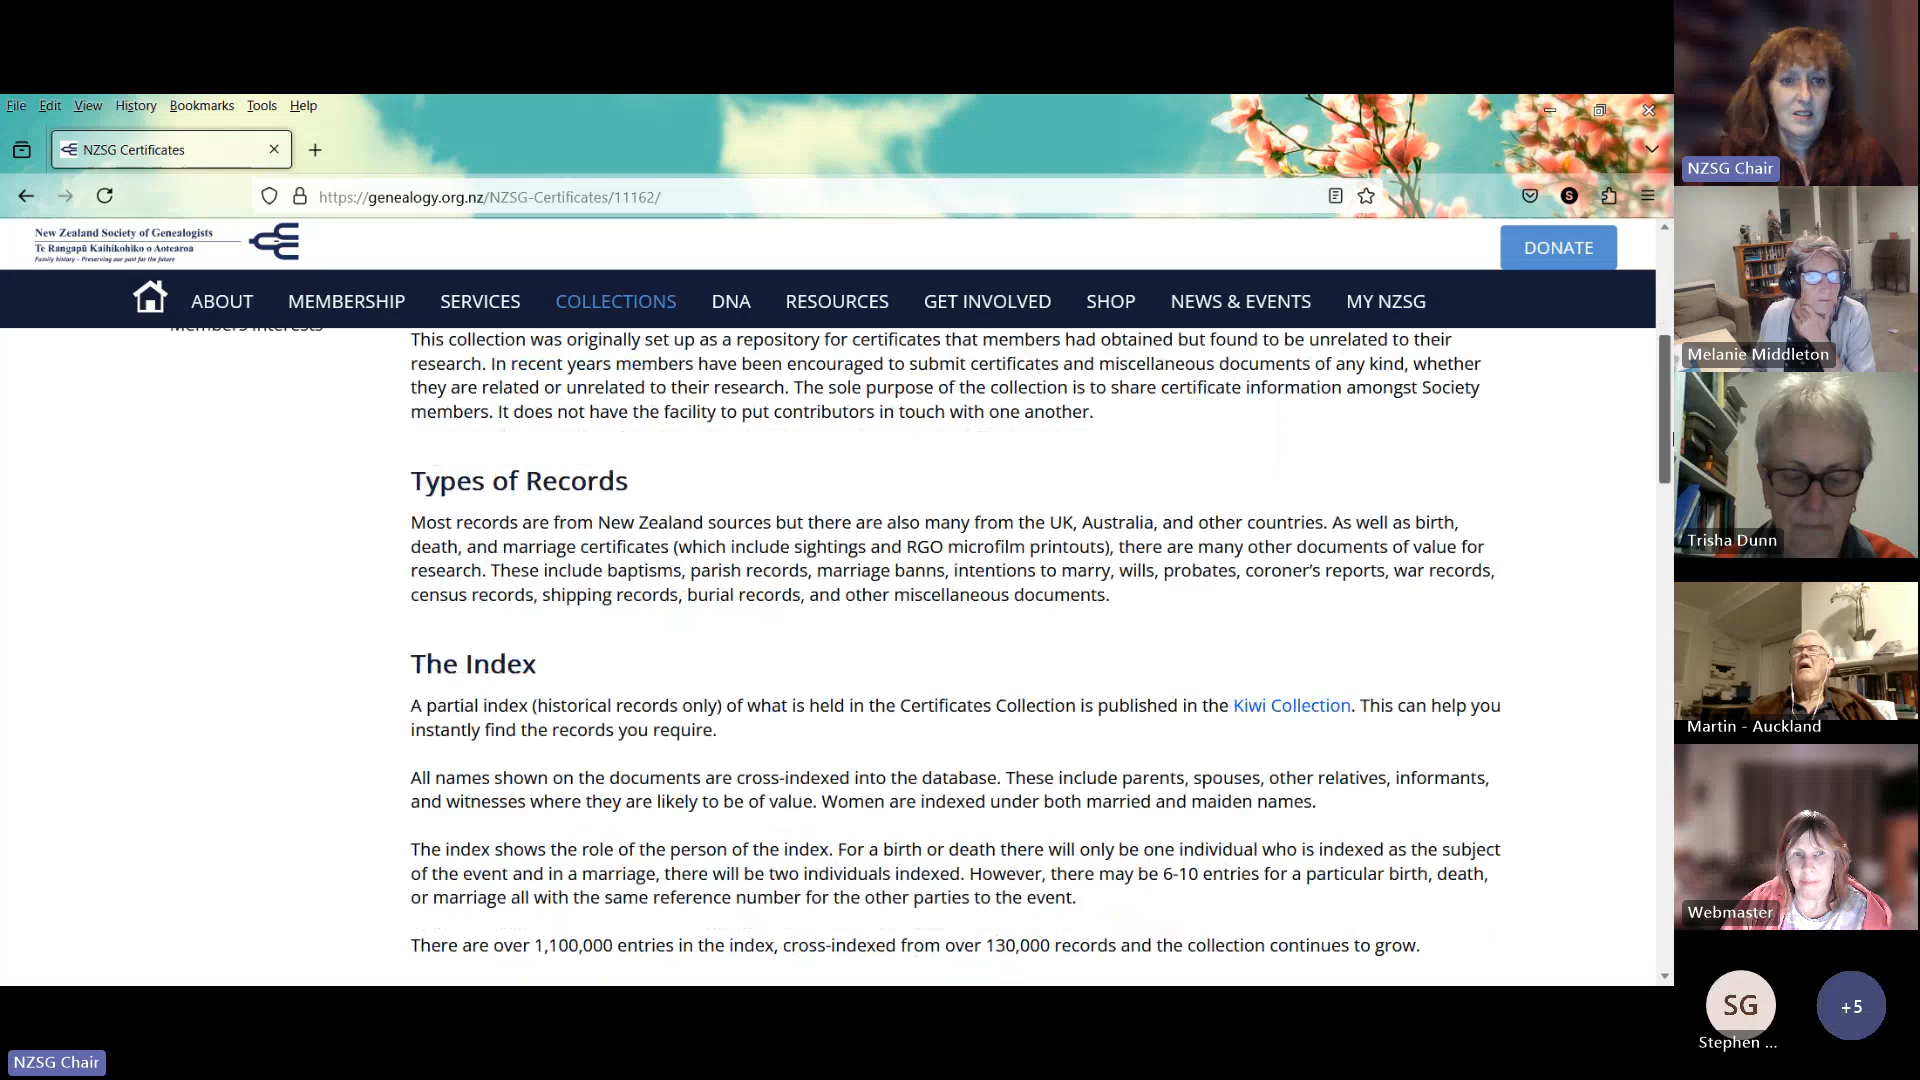 File Edit View History Bookmarks Tools Help
NZSG Certificates
https://genealogy.org.nz/NZSG-Certificates/11162/
New Zealand Society of Genealogists
Te Rangapū Kaihikohiko o Aotearoa
Family history - Preserving our past for the future
DONATE
ABOUT MEMBERSHIP SERVICES COLLECTIONS DNA RESOURCES GET INVOLVED SHOP NEWS & EVENTS MY NZSG
Members Interests
This collection was originally set up as a repository for certificates that members had obtained but found to be unrelated to their
research. In recent years members have been encouraged to submit certificates and miscellaneous documents of any kind, whether
they are related or unrelated to their research. The sole purpose of the collection is to share certificate information amongst Society
members. It does not have the facility to put contributors in touch with one another.
Types of Records
Most records are from New Zealand sources but there are also many from the UK, Australia, and other countries. As well as birth,
death, and marriage certificates (which include sightings and RGO microfilm printouts), there are many other documents of value for
research. These include baptisms, parish records, marriage banns, intentions to marry, wills, probates, coroner's reports, war records,
census records, shipping records, burial records, and other miscellaneous documents.
The Index
A partial index (historical records only) of what is held in the Certificates Collection is published in the Kiwi Collection. This can help you
instantly find the records you require.
All names shown on the documents are cross-indexed into the database. These include parents, spouses, other relatives, informants,
and witnesses where they are likely to be of value. Women are indexed under both married and maiden names.
The index shows the role of the person of the index. For a birth or death there will only be one individual who is indexed as the subject
of the event and in a marriage, there will be two individuals indexed. However, there may be 6-10 entries for a particular birth, death,
or marriage all with the same reference number for the other parties to the event.
There are over 1,100,000 entries in the index, cross-indexed from over 130,000 records and the collection continues to grow.
NZSG Chair
NZSG Chair
Melanie Middleton
Trisha Dunn
Martin - Auckland
Webmaster
SG
Stephen ...
+5
S